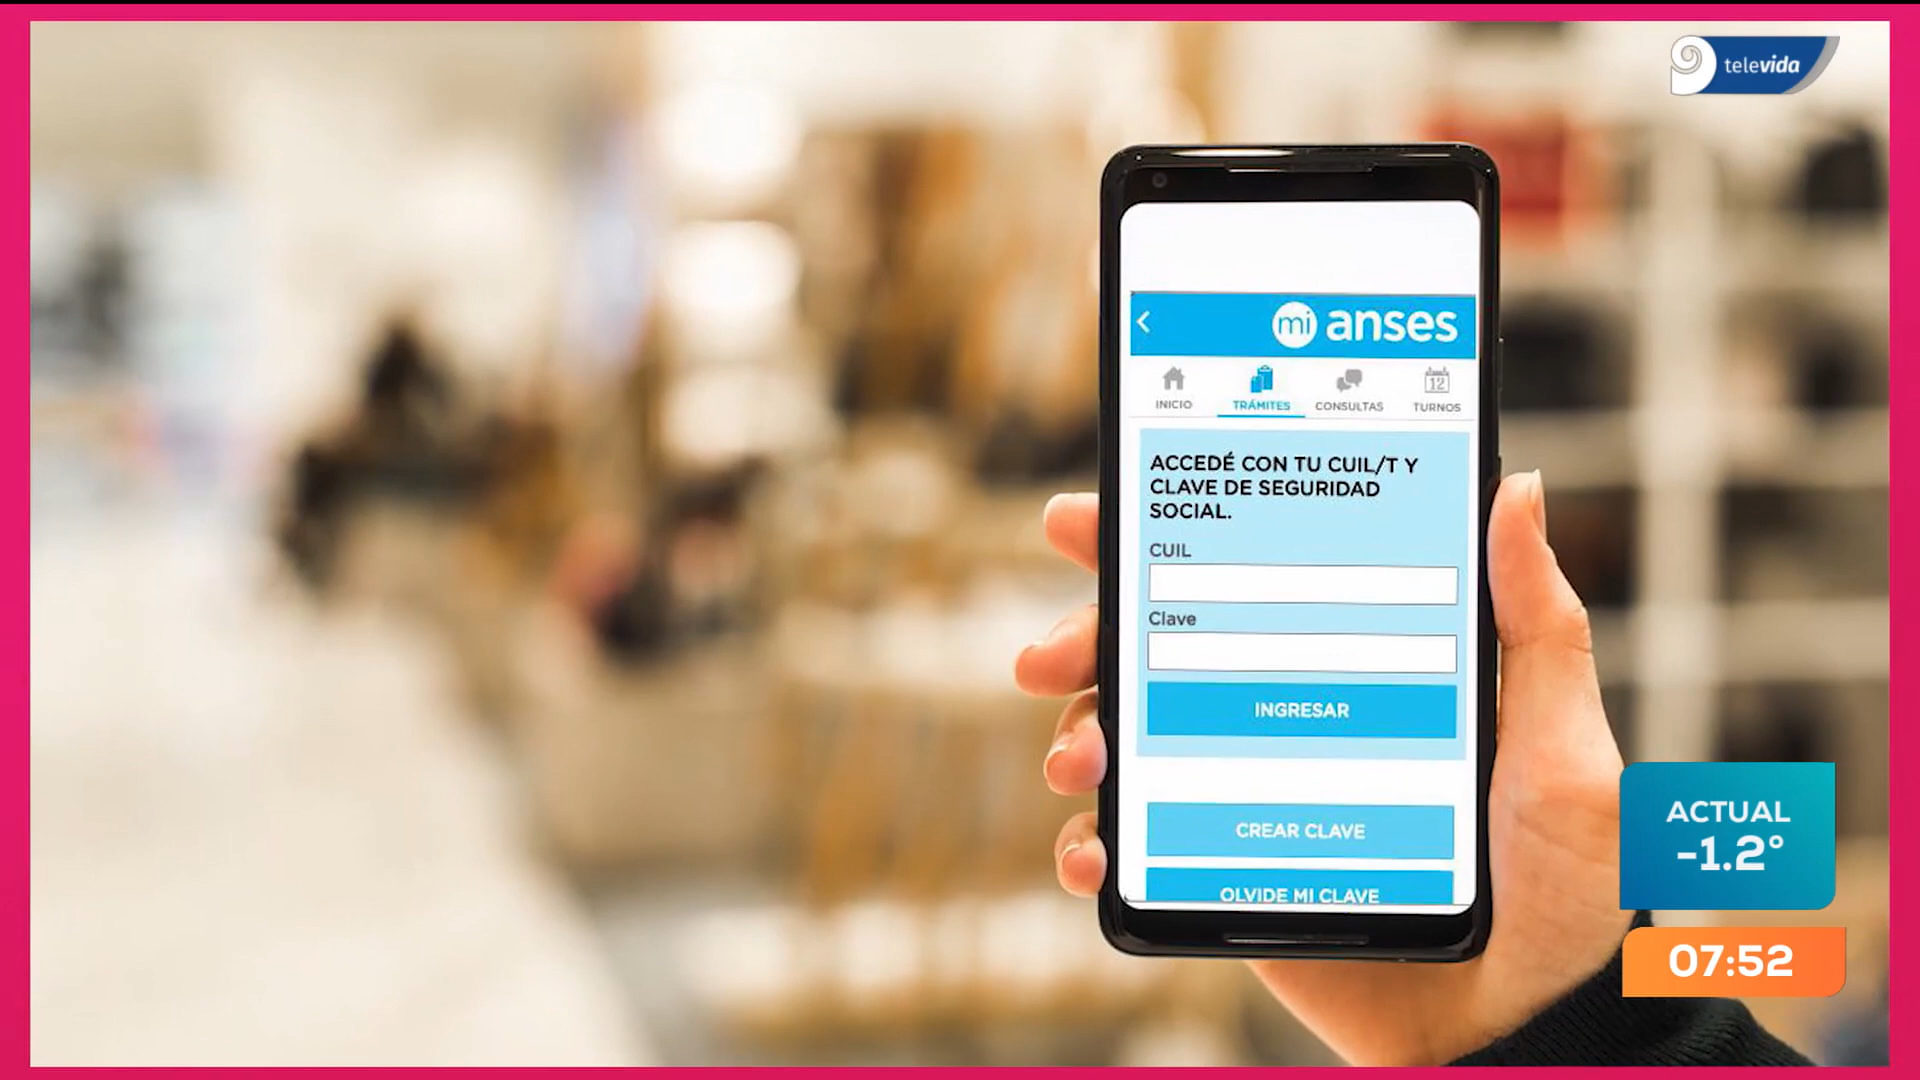 televida
mi anses
INICIO
TRÁMITES
CONSULTAS
12
TURNOS
ACCEDÉ CON TU CUIL/T Y
CLAVE DE SEGURIDAD
SOCIAL.
CUIL
Clave
INGRESAR
CREAR CLAVE
OLVIDE MI CLAVE
ACTUAL
-1.2°
07:52